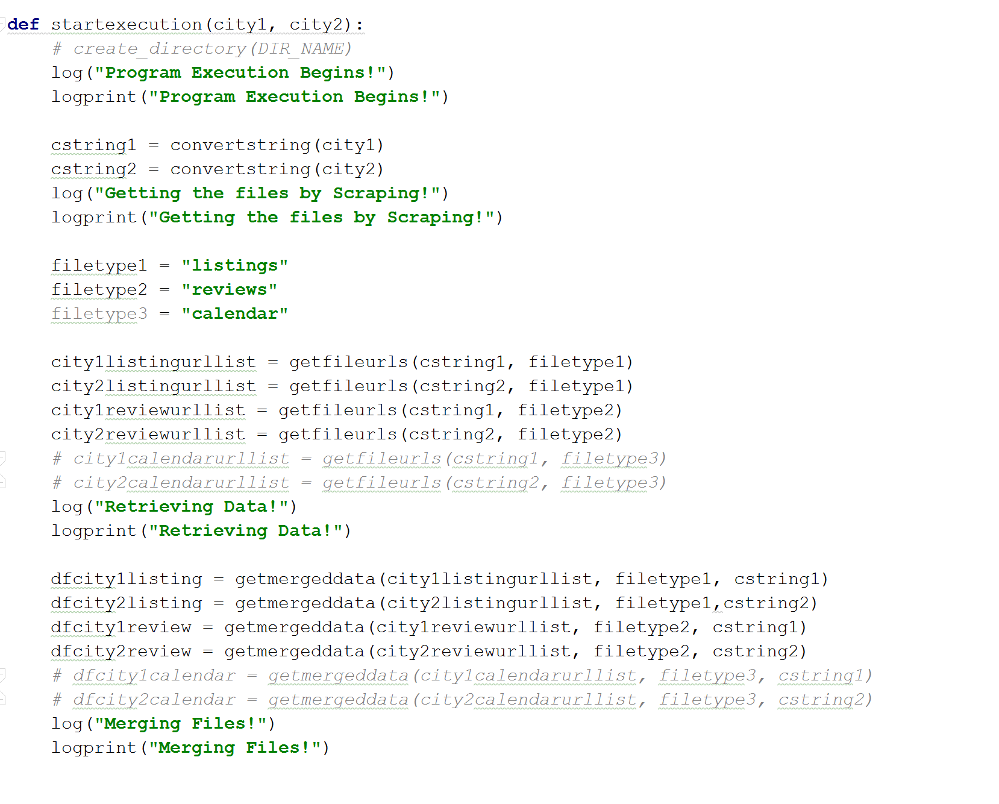 def startexecution(city1, city2):
# create_directory(DIR_NAME)
log("Program Execution Begins!")
logprint("Program Execution Begins!")
cstring1 = convertstring(city1)
cstring2 = convertstring(city2)
log("Getting the files by Scraping!")
logprint("Getting the files by Scraping!")
filetype1 = "listings"
filetype2 = "reviews"
filetype3 = "calendar"
city1listingurllist = getfileurls(cstring1, filetype1)
city2listingurllist = getfileurls(cstring2, filetype1)
city1reviewurllist = getfileurls(cstring1, filetype2)
city2reviewurllist = getfileurls(cstring2, filetype2)
# city1calendarurllist = getfileurls(cstring1, filetype3)
# city2calendarurllist = getfileurls(cstring2, filetype3)
log("Retrieving Data!")
logprint("Retrieving Data!")
dfcity1listing = getmergeddata(city1listingurllist, filetype1, cstring1)
dfcity2listing = getmergeddata(city2listingurllist, filetype1,cstring2)
dfcity1review = getmergeddata(city1reviewurllist, filetype2, cstring1)
dfcity2review = getmergeddata(city2reviewurllist, filetype2, cstring2)
# dfcity1calendar = getmergeddata(city1calendarurllist, filetype3, cstring1)
# dfcity2calendar = getmergeddata(city2calendarurllist, filetype3, cstring2)
log("Merging Files!")
logprint("Merging Files!")